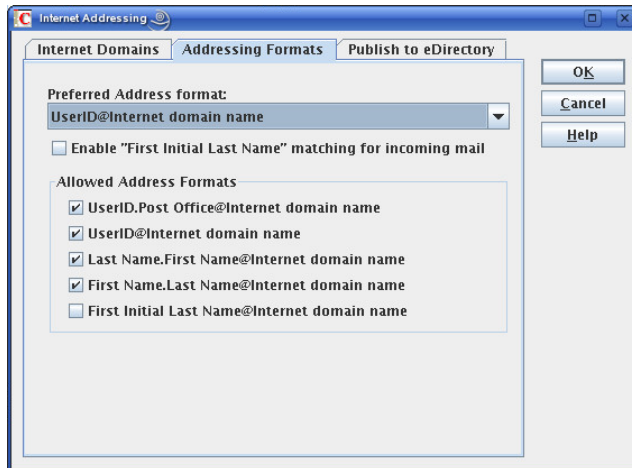 Internet Addressing
Internet Domains
Addressing Formats
Publish to eDirectory
OK
Cancel
Help
Preferred Address format:
UserID@Internet domain name
Enable "First Initial Last Name" matching for incoming mail
Allowed Address Formats
UserID.Post Office@Internet domain name
UserID@Internet domain name
Last Name.First Name@Internet domain name
First Name.Last Name@Internet domain name
First Initial Last Name@Internet domain name